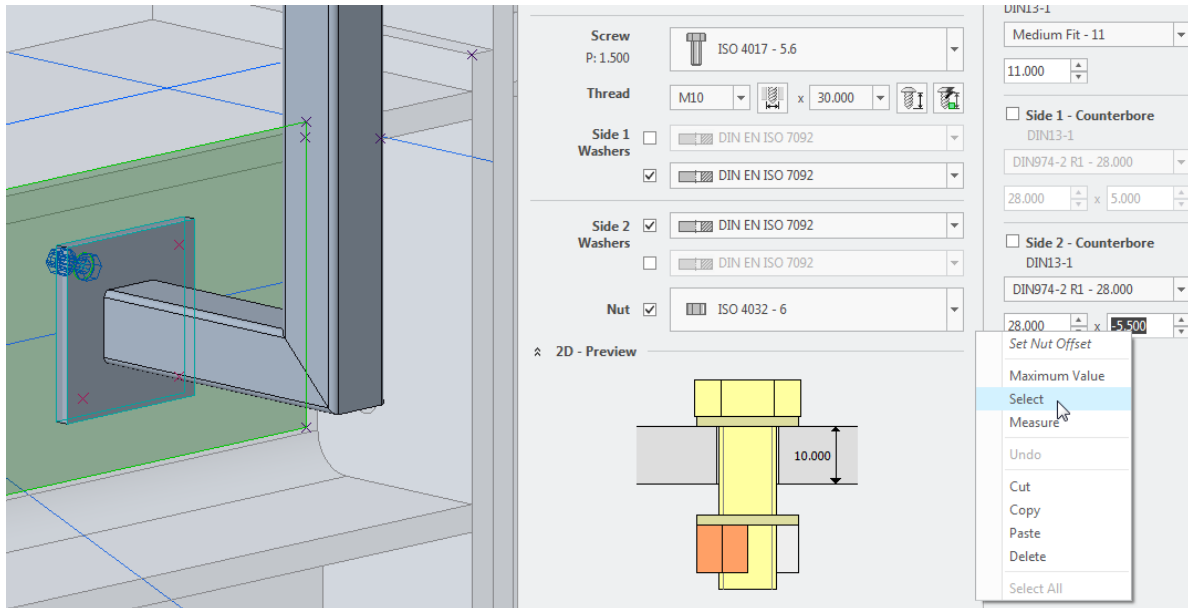 DIN13-1
Screw
ISO 4017 - 5.6
Medium Fit - 11
P: 1.500
11.000
Thread
M10
x
30.000
Side 1
Washers
DIN EN ISO 7092
DIN EN ISO 7092
Side 1 - Counterbore
DIN13-1
DIN974-2 R1 - 28.000
28.000 x 5.000
Side 2
Washers
DIN EN ISO 7092
DIN EN ISO 7092
Side 2 - Counterbore
DIN13-1
DIN974-2 R1 - 28.000
28.000 x -5.500
Nut
ISO 4032 - 6
2D - Preview
10.000
Set Nut Offset
Maximum Value
Select
Measure
Undo
Cut
Copy
Paste
Delete
Select All